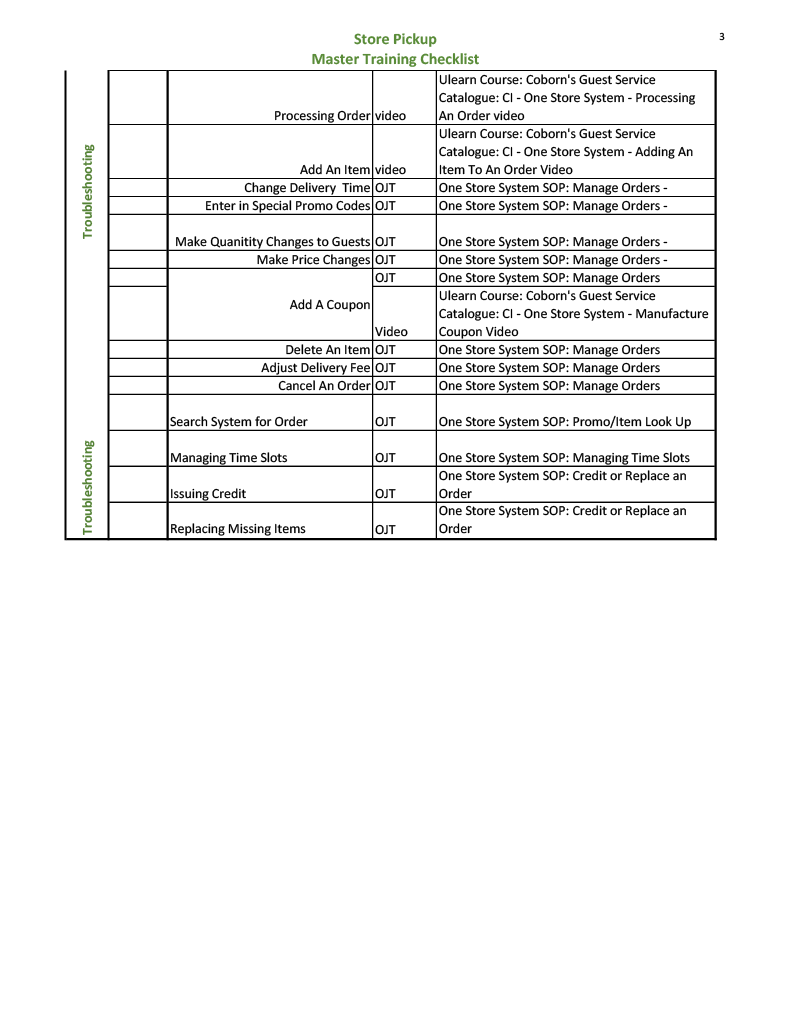 Store Pickup
3
Master Training Checklist
Troubleshooting
Ulearn Course: Coborn's Guest Service
Catalogue: CI - One Store System - Processing
Processing Order video An Order video
Ulearn Course: Coborn's Guest Service
Catalogue: CI - One Store System - Adding An
Add An Item video Item To An Order Video
Change Delivery  Time OJT One Store System SOP: Manage Orders -
Enter in Special Promo Codes OJT One Store System SOP: Manage Orders -
Make Quanitity Changes to Guests OJT One Store System SOP: Manage Orders -
Make Price Changes OJT One Store System SOP: Manage Orders -
OJT One Store System SOP: Manage Orders
Ulearn Course: Coborn's Guest Service
Add A Coupon
Catalogue: CI - One Store System - Manufacture
Video Coupon Video
Delete An Item OJT One Store System SOP: Manage Orders
Adjust Delivery Fee OJT One Store System SOP: Manage Orders
Cancel An Order OJT One Store System SOP: Manage Orders
Search System for Order OJT One Store System SOP: Promo/Item Look Up
Troubleshooting
Managing Time Slots OJT One Store System SOP: Managing Time Slots
One Store System SOP: Credit or Replace an
Issuing Credit OJT Order
One Store System SOP: Credit or Replace an
Replacing Missing Items OJT Order